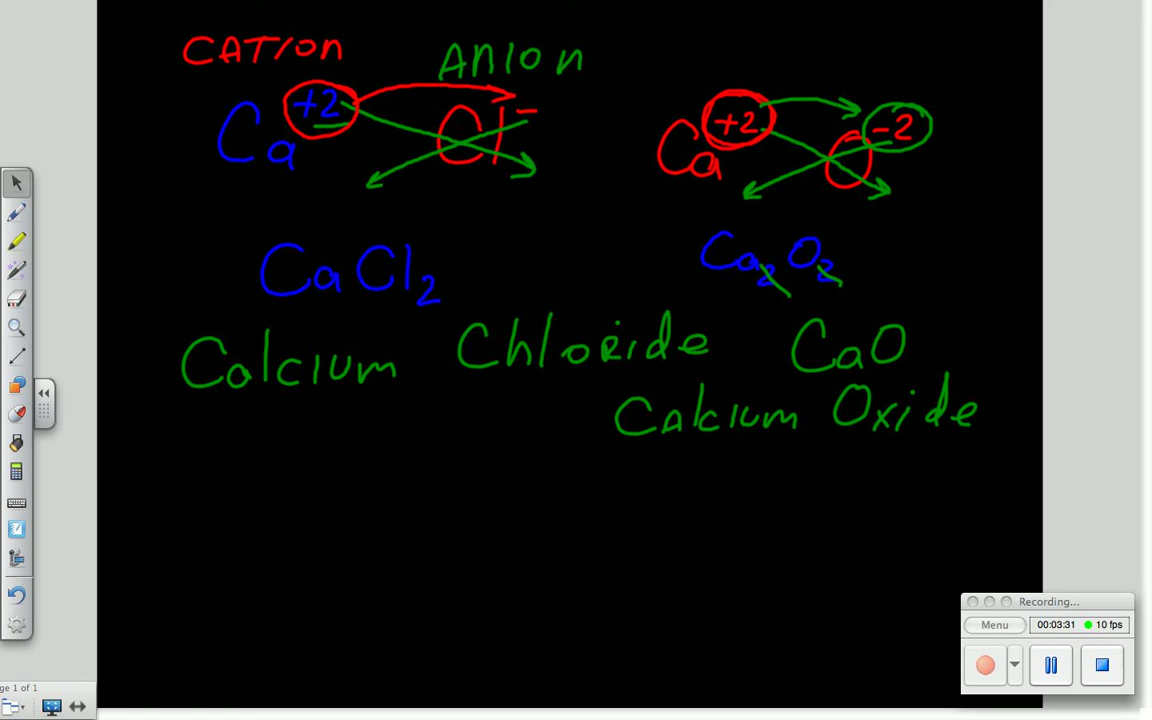 CATION ANION
Ca +2 Cl -
Ca +2 O -2
CaCl2
Ca2O2
Calcium Chloride
CaO
Calcium Oxide
Recording...
Menu 00:03:31 10 fps
ge 1 of 1